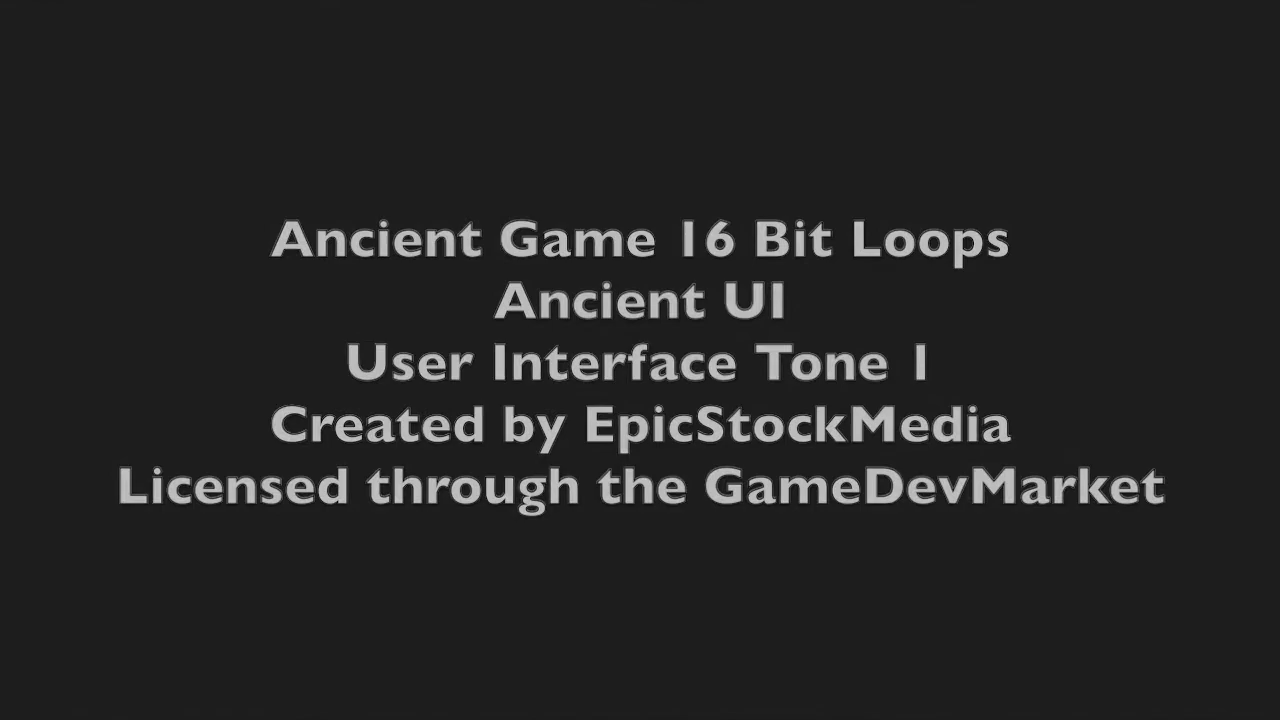 Ancient Game 16 Bit Loops
Ancient UI
User Interface Tone 1
Created by EpicStockMedia
Licensed through the GameDevMarket